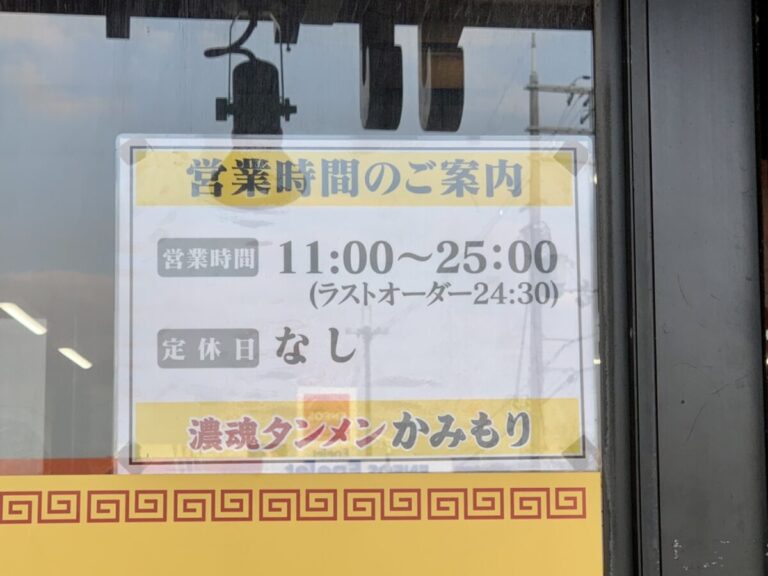 営業時間のご案内
営業時間 11:00～25:00
(ラストオーダー24:30)
定休日 なし
濃魂タンメン かみもり